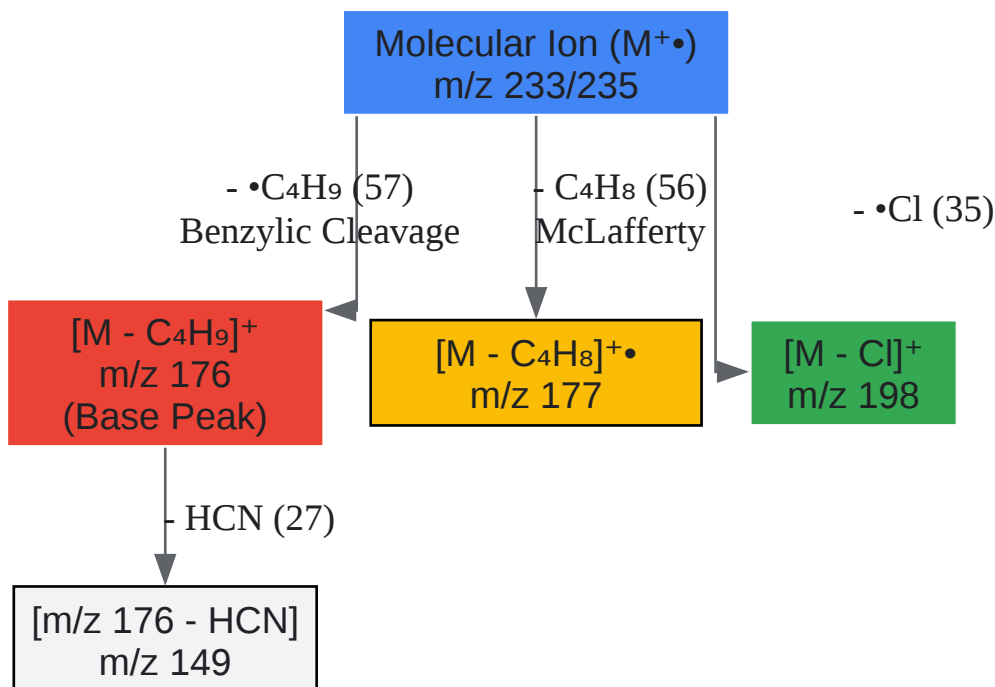 Molecular Ion (M⁺•)
m/z 233/235
- •C₄H₉ (57)
Benzylic Cleavage
- C₄H₈ (56)
McLafferty
- •Cl (35)
[M - C₄H₉]⁺
m/z 176
(Base Peak)
[M - C₄H₈]⁺•
m/z 177
[M - Cl]⁺
m/z 198
- HCN (27)
[m/z 176 - HCN]
m/z 149